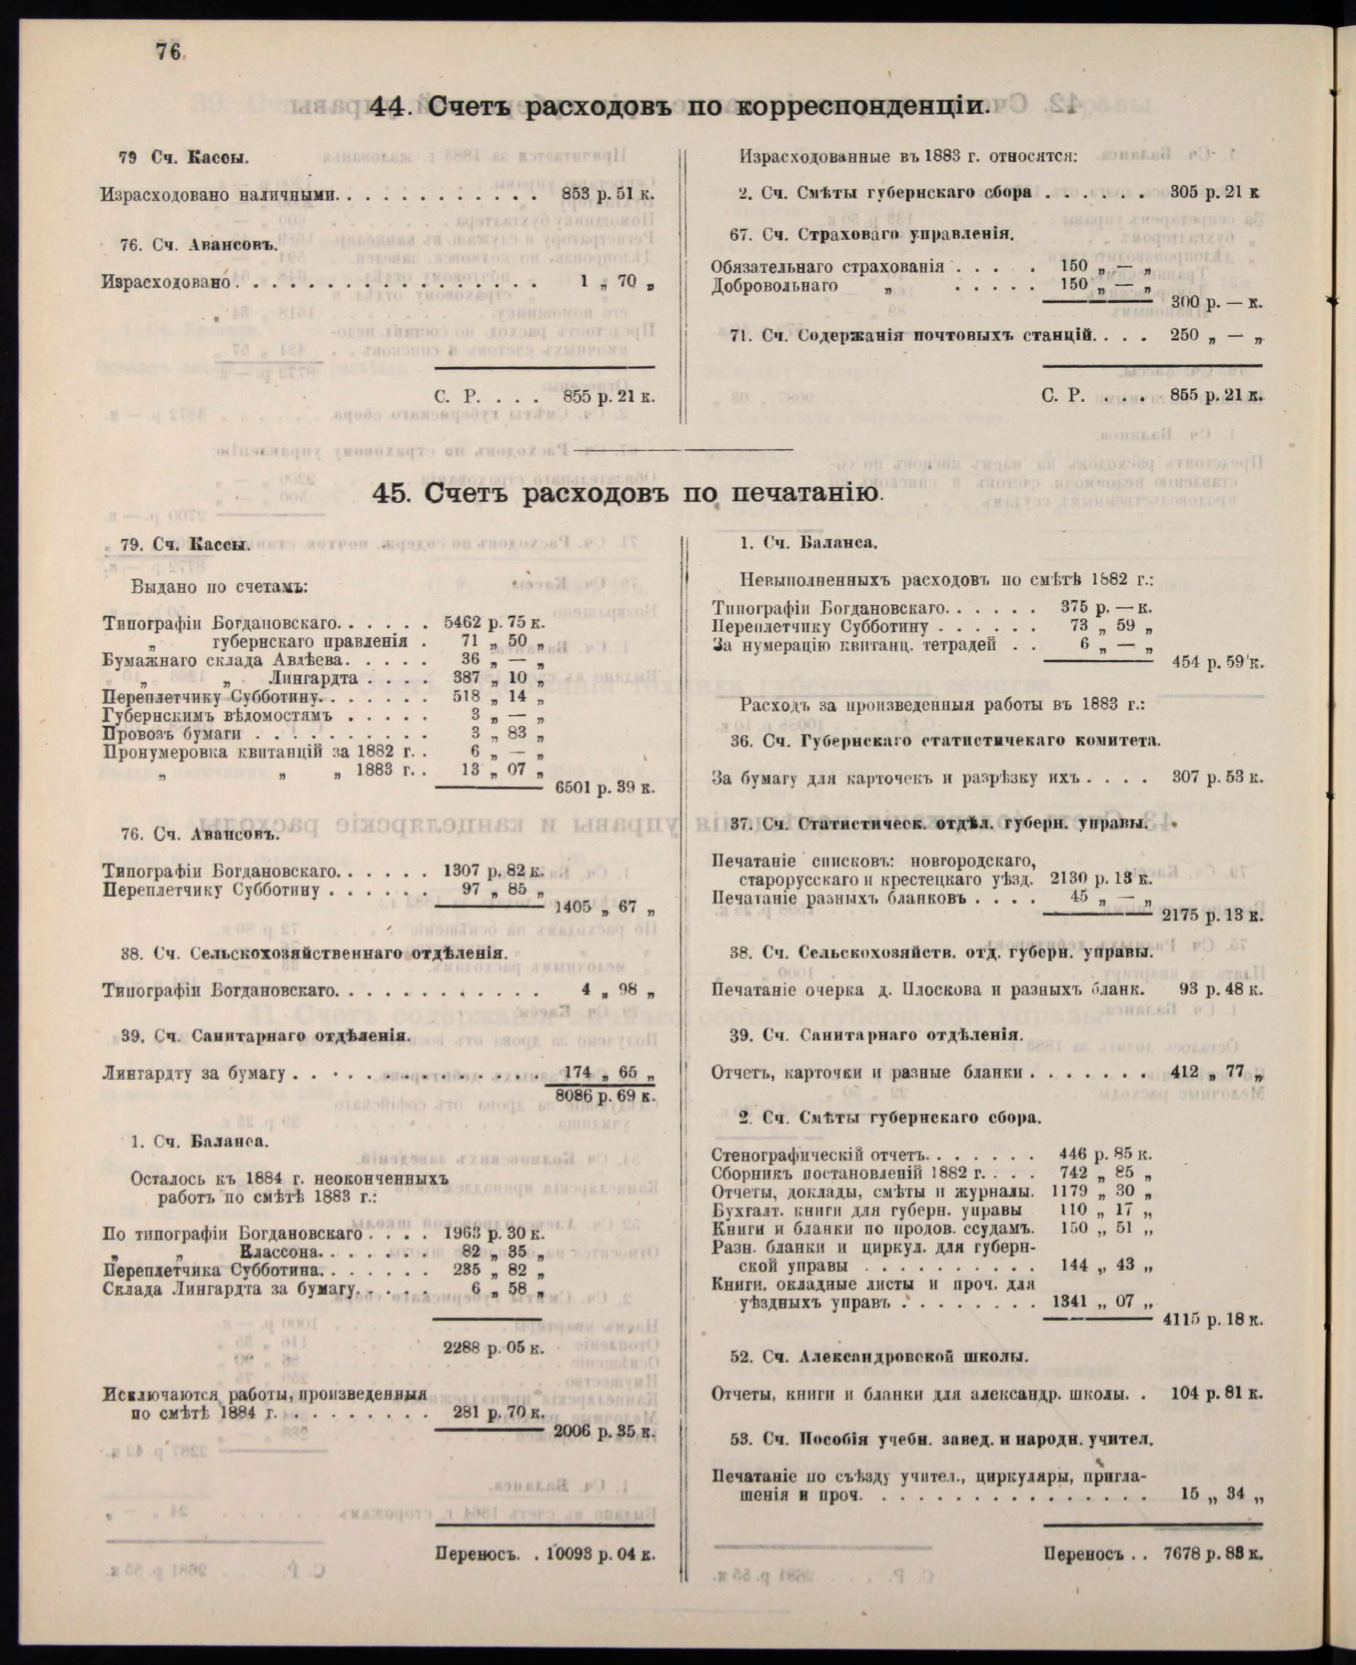 76
44. Счетъ расходовъ по корреспонденціи.
79 Сч. Кассы.
Израсходовано наличными. . . . . . . . . . . . 853 р. 51 к.
76. Сч. Авансовъ.
Израсходовано. . . . . . . . . . . . . . . . . 1 „ 70 „
С. Р. . . . 855 р. 21 к.
Израсходованные въ 1883 г. относятся:
2. Сч. Смѣты губернскаго сбора . . . . . . 305 р. 21 к
67. Сч. Страховаго управленія.
Обязательнаго страхованія . . . . 150 „ — „
Добровольнаго „ . . . . . 150 „ — „
300 р. — к.
71. Сч. Содержанія почтовыхъ станцій. . . . 250 „ — „
С. Р. . . . 855 р. 21 к.
45. Счетъ расходовъ по печатанію.
79. Сч. Кассы.
Выдано по счетамъ:
Типографіи Богдановскаго. . . . . . 5462 р. 75 к.
„ губернскаго правленія . 71 „ 50 „
Бумажнаго склада Авдѣева. . . . . 36 „ — „
„ „ Лингардта . . . . 387 „ 10 „
Переплетчику Субботину. . . . . . . 518 „ 14 „
Губернскимъ вѣдомостямъ . . . . . 3 „ — „
Провозъ бумаги . . . . . . . . . . 3 „ 83 „
Пронумеровка квитанцій за 1882 г. . 6 „ — „
„ „ „ 1883 г. . 13 „ 07 „
6501 р. 39 к.
76. Сч. Авансовъ.
Типографіи Богдановскаго. . . . . . 1307 р. 82 к.
Переплетчику Субботину . . . . . . 97 „ 85 „
1405 „ 67 „
38. Сч. Сельскохозяйственнаго отдѣленія.
Типографіи Богдановскаго. . . . . . . . . . . . 4 „ 98 „
39. Сч. Санитарнаго отдѣленія.
Лингардту за бумагу . . . . . . . . . . . . . . 174 „ 65 „
8086 р. 69 к.
1. Сч. Баланса.
Осталось къ 1884 г. неоконченныхъ
работъ по смѣтѣ 1883 г.:
По типографіи Богдановскаго . . . . 1963 р. 30 к.
„ „ Классона. . . . . . . 82 „ 35 „
Переплетчика Субботина. . . . . . . 235 „ 82 „
Склада Лингардта за бумагу. . . . . 6 „ 58 „
2288 р. 05 к.
Исключаются работы, произведенныя
по смѣтѣ 1884 г. . . . . . . . . . 281 р. 70 к.
2006 р. 35 к.
Переносъ. . 10093 р. 04 к.
1. Сч. Баланса.
Невыполненныхъ расходовъ по смѣтѣ 1882 г.:
Типографіи Богдановскаго. . . . . . 375 р. — к.
Переплетчику Субботину . . . . . . 73 „ 59 „
За нумерацію квитанц. тетрадей . . 6 „ — „
454 р. 59 к.
Расходъ за произведенныя работы въ 1883 г.:
36. Сч. Губернскаго статистичекаго комитета.
За бумагу для карточекъ и разрѣзку ихъ . . . . 307 р. 53 к.
37. Сч. Статистическ. отдѣл. губерн. управы.
Печатаніе списковъ: новгородскаго,
старорусскаго и крестецкаго уѣзд. 2130 р. 13 к.
Печатаніе разныхъ бланковъ . . . . 45 „ — „
2175 р. 13 к.
38. Сч. Сельскохозяйств. отд. губерн. управы.
Печатаніе очерка д. Плоскова и разныхъ бланк. 93 р. 48 к.
39. Сч. Санитарнаго отдѣленія.
Отчетъ, карточки и разные бланки . . . . . . . 412 „ 77 „
2. Сч. Смѣты губернскаго сбора.
Стенографическій отчетъ. . . . . . . 446 р. 85 к.
Сборникъ постановленій 1882 г. . . . 742 „ 85 „
Отчеты, доклады, смѣты и журналы. 1179 „ 30 „
Бухгалт. книги для губерн. управы 110 „ 17 „
Книги и бланки по продов. ссудамъ. 150 „ 51 „
Разн. бланки и циркул. для губерн-
ской управы . . . . . . . . . . 144 „ 43 „
Книги, окладные листы и проч. для
уѣздныхъ управъ . . . . . . . . 1341 „ 07 „
4115 р. 18 к.
52. Сч. Александровской школы.
Отчеты, книги и бланки для александр. школы. . 104 р. 81 к.
53. Сч. Пособія учебн. завед. и народн. учител.
Печатаніе по съѣзду учител., циркуляры, пригла-
шенія и проч. . . . . . . . . . . . . . . . . 15 „ 34 „
Переносъ . . 7678 р. 83 к.